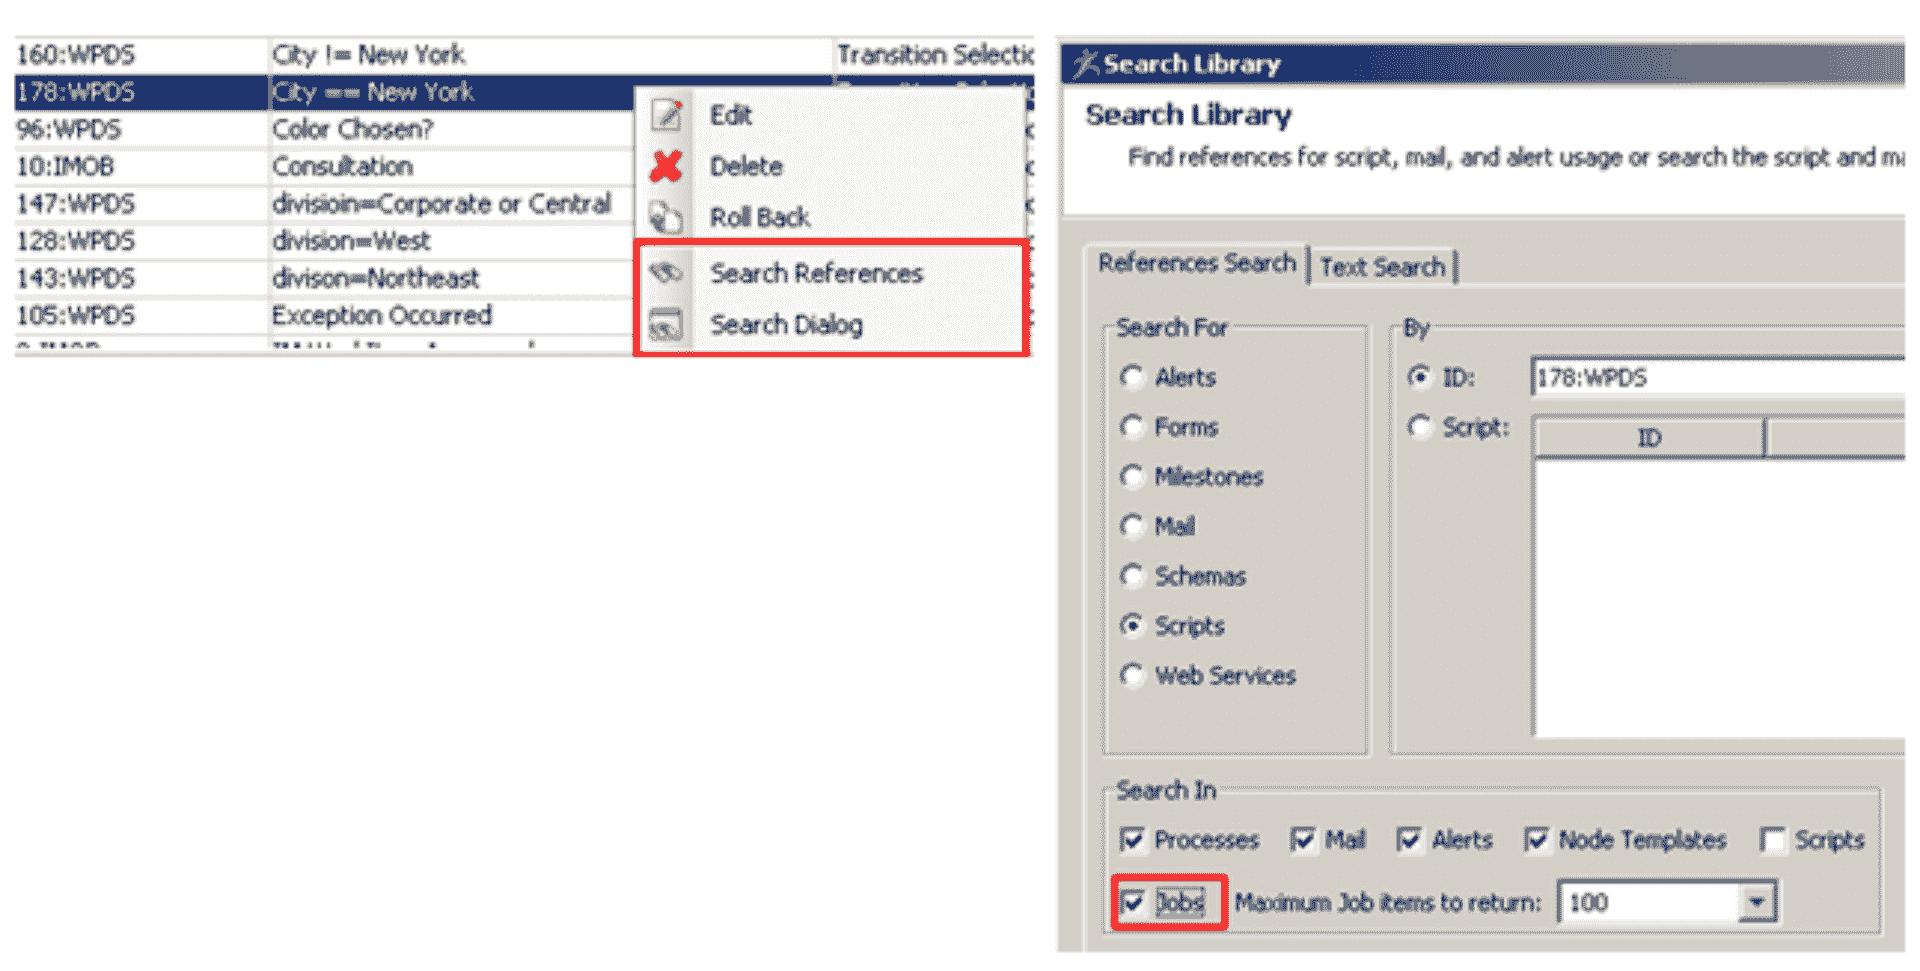 160:WPDS City != New York Transition Selectio
178:WPDS City == New York
96:WPDS Color Chosen?
10:IMOB Consultation
147:WPDS divisioin=Corporate or Central
128:WPDS division=West
143:WPDS divison=Northeast
105:WPDS Exception Occurred
Edit
Delete
Roll Back
Search References
Search Dialog
Search Library
Search Library
Find references for script, mail, and alert usage or search the script and ma
References Search Text Search
Search For
Alerts
Forms
Milestones
Mail
Schemas
Scripts
Web Services
By
ID: 178:WPDS
Script:
ID
Search In
Processes Mail Alerts Node Templates Scripts
Jobs Maximum Job items to return: 100